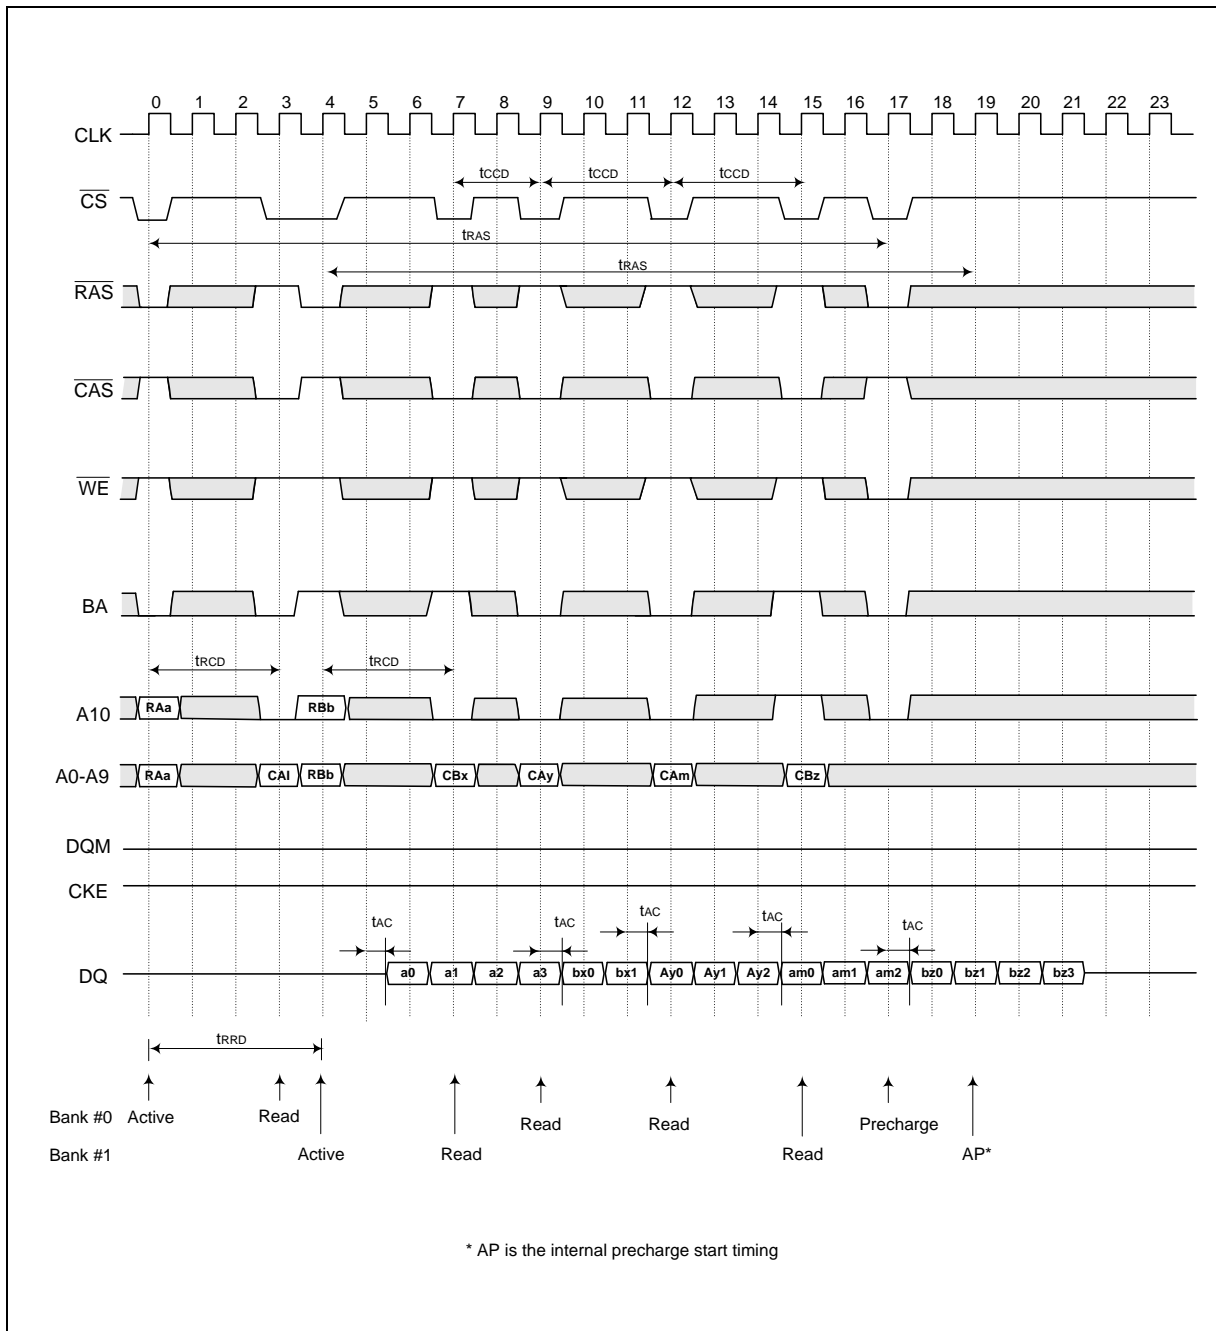 0 1 2 3 4 5 6 7 8 9 10 11 12 13 14 15 16 17 18 19 20 21 22 23
CLK
tCCD tCCD tCCD
CS
tRAS
tRAS
RAS
CAS
WE
BA
tRCD tRCD
A10 RAa RBb
A0-A9 RAa CAI RBb CBx CAy CAm CBz
DQM
CKE
tAC tAC tAC tAC tAC
DQ a0 a1 a2 a3 bx0 bx1 Ay0 Ay1 Ay2 am0 am1 am2 bz0 bz1 bz2 bz3
tRRD
Bank #0 Active Read Read Read Precharge
Bank #1 Active Read Read AP*
* AP is the internal precharge start timing